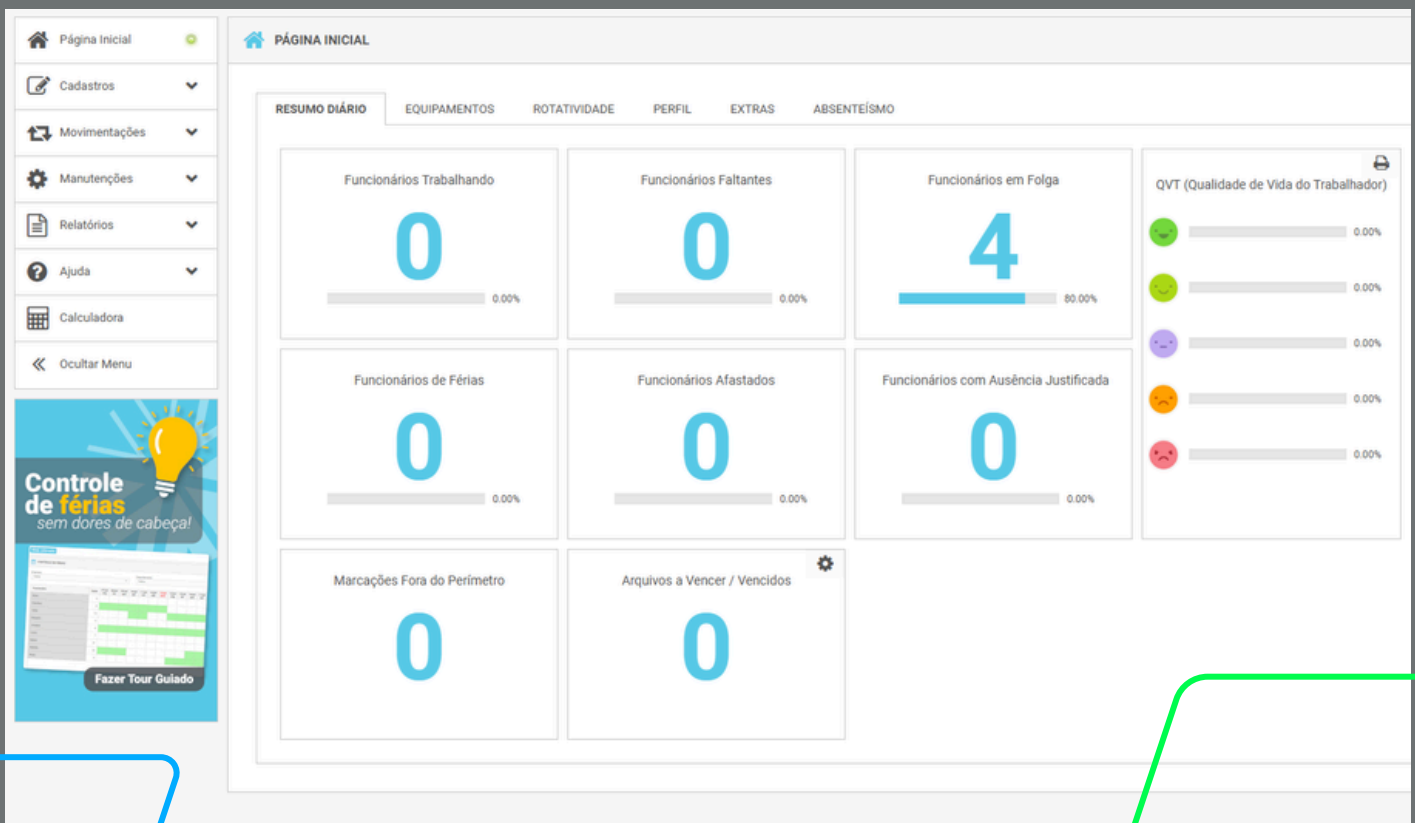 Página Inicial
Cadastros
Movimentações
Manutenções
Relatórios
Ajuda
Calculadora
Ocultar Menu
Controle
de férias
sem dores de cabeça!
Fazer Tour Guiado
PÁGINA INICIAL
RESUMO DIÁRIO EQUIPAMENTOS ROTATIVIDADE PERFIL EXTRAS ABSENTEÍSMO
Funcionários Trabalhando
0
0.00%
Funcionários Faltantes
0
0.00%
Funcionários em Folga
4
80.00%
QVT (Qualidade de Vida do Trabalhador)
0.00%
0.00%
0.00%
0.00%
0.00%
Funcionários de Férias
0
0.00%
Funcionários Afastados
0
0.00%
Funcionários com Ausência Justificada
0
0.00%
Marcações Fora do Perímetro
0
Arquivos a Vencer / Vencidos
0